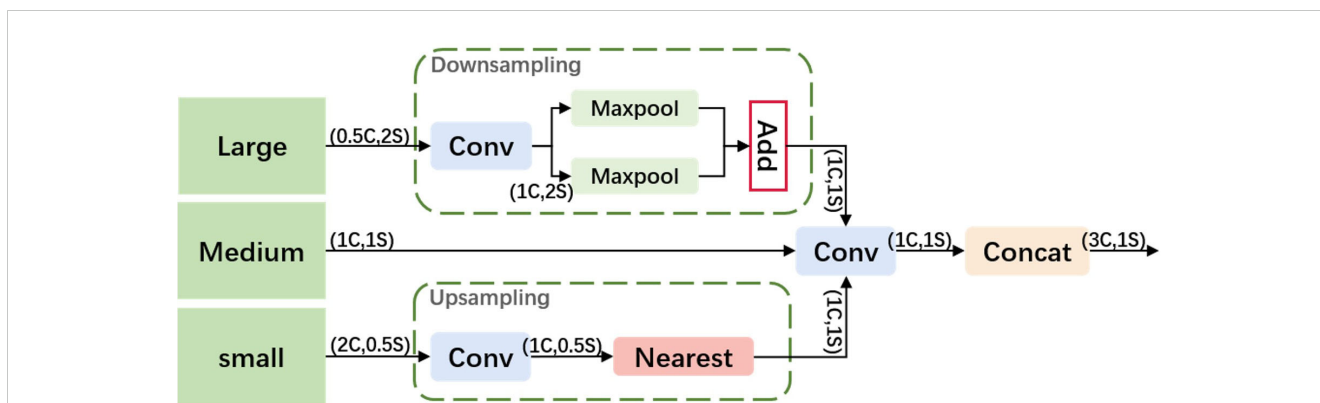 Downsampling
Large
(0.5C,2S)
Conv
(1C,2S)
Maxpool
Maxpool
Add
(1C,1S)
Medium
(1C,1S)
Conv
(1C,1S)
Concat
(3C,1S)
Upsampling
small
(2C,0.5S)
Conv
(1C,0.5S)
Nearest
(1C,1S)